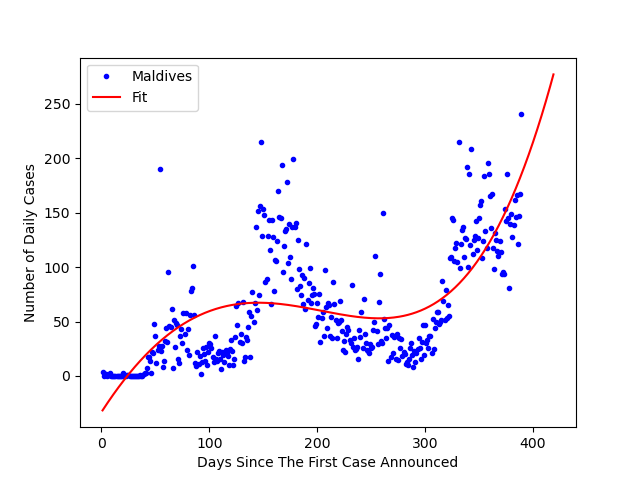 Maldives
Fit
Number of Daily Cases
250
200
150
100
50
0
0 100 200 300 400
Days Since The First Case Announced